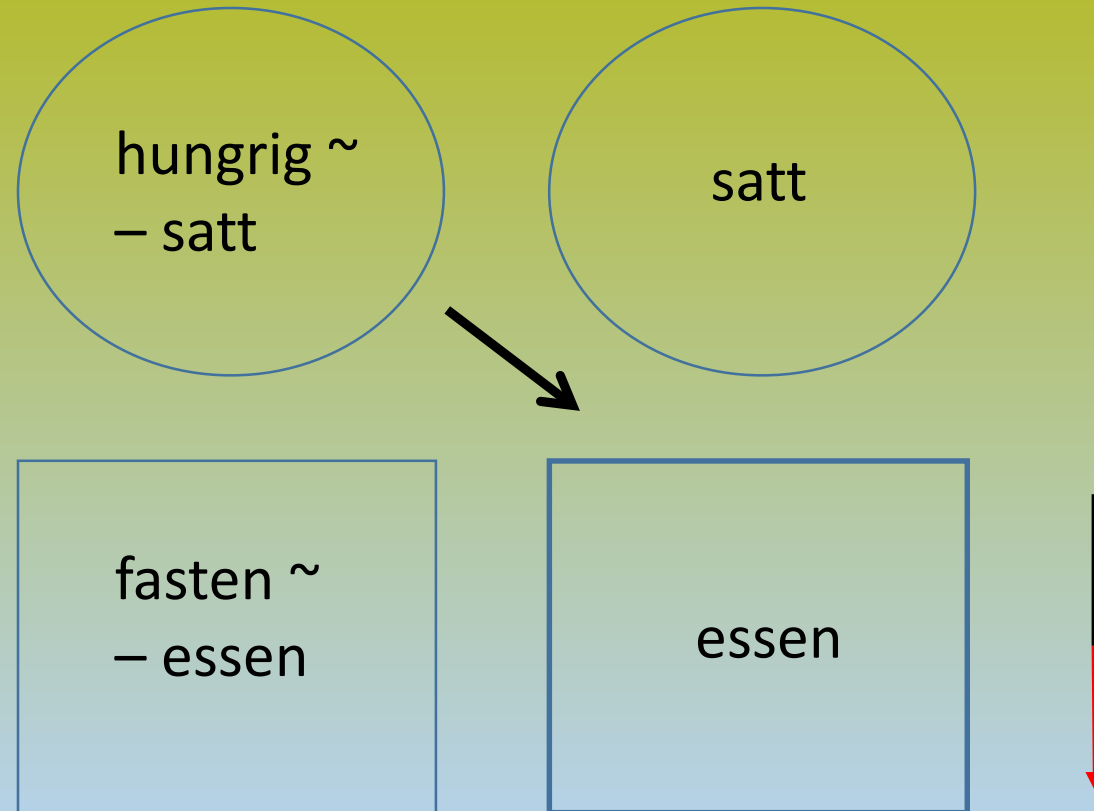 hungrig ~
– satt
satt
fasten ~
– essen
essen